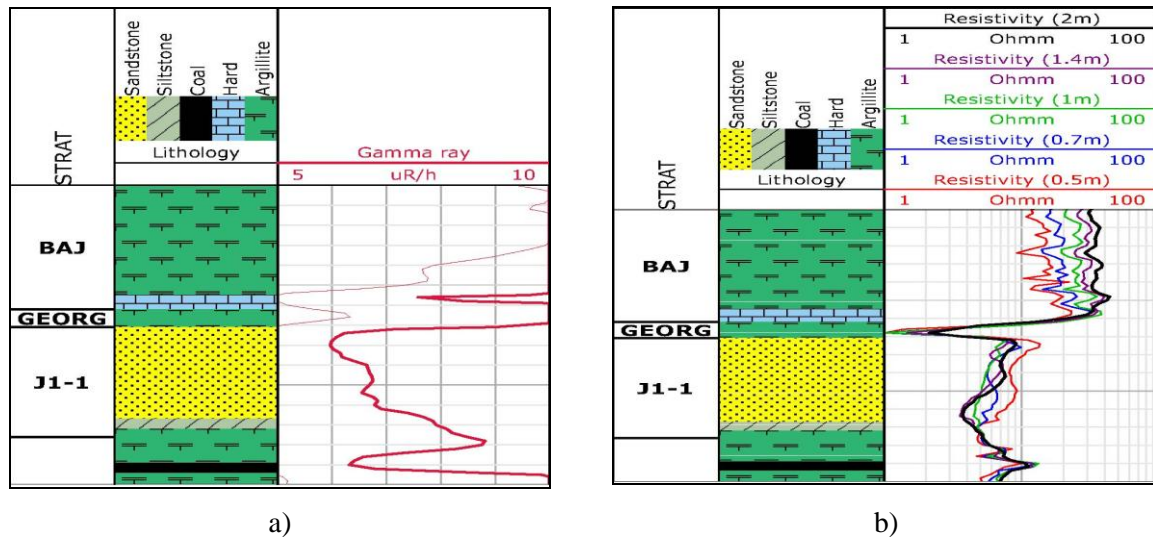 Sandstone
Siltstone
Coal
Hard
Argillite
STRAT
Lithology
Gamma ray
5 uR/h 10
BAJ
GEORG
J1-1
a)
Resistivity (2m)
1 Ohmm 100
Resistivity (1.4m)
1 Ohmm 100
Resistivity (1m)
1 Ohmm 100
Resistivity (0.7m)
1 Ohmm 100
Resistivity (0.5m)
1 Ohmm 100
Sandstone
Siltstone
Coal
Hard
Argillite
STRAT
Lithology
BAJ
GEORG
J1-1
b)